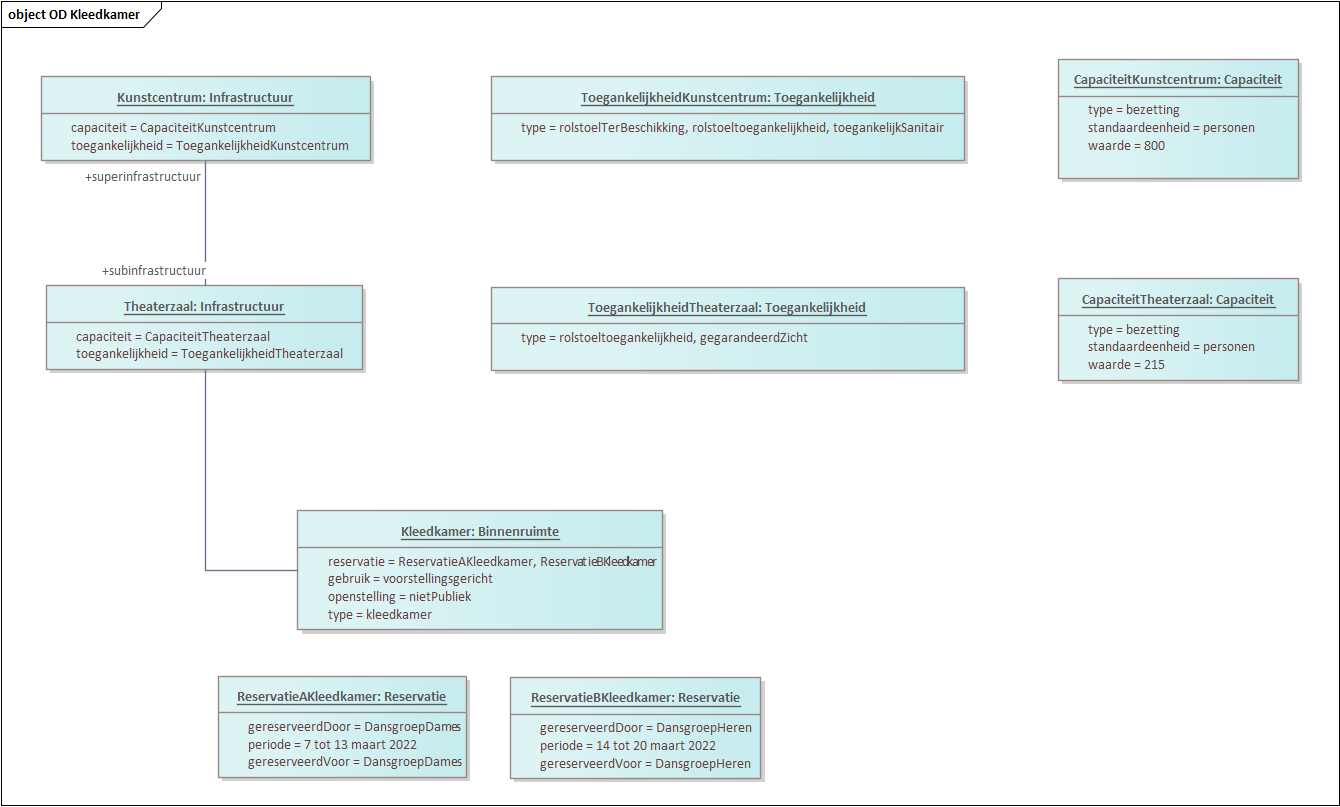 object OD Kleedkamer
Kunstcentrum: Infrastructuur
capaciteit = CapaciteitKunstcentrum
toegankelijkheid = ToegankelijkheidKunstcentrum
ToegankelijkheidKunstcentrum: Toegankelijkheid
type = rolstoelTerBeschikking, rolstoeltoegankelijkheid, toegankelijkSanitair
CapaciteitKunstcentrum: Capaciteit
type = bezetting
standaardeenheid = personen
waarde = 800
+superinfrastructuur
+subinfrastructuur
Theaterzaal: Infrastructuur
capaciteit = CapaciteitTheaterzaal
toegankelijkheid = ToegankelijkheidTheaterzaal
ToegankelijkheidTheaterzaal: Toegankelijkheid
type = rolstoeltoegankelijkheid, gegarandeerdZicht
CapaciteitTheaterzaal: Capaciteit
type = bezetting
standaardeenheid = personen
waarde = 215
Kleedkamer: Binnenruimte
reservatie = ReservatieAKleedkamer, ReservatieBKleedkamer
gebruik = voorstellingsgericht
openstelling = nietPubliek
type = kleedkamer
ReservatieAKleedkamer: Reservatie
gereserveerdDoor = DansgroepDames
periode = 7 tot 13 maart 2022
gereserveerdVoor = DansgroepDames
ReservatieBKleedkamer: Reservatie
gereserveerdDoor = DansgroepHeren
periode = 14 tot 20 maart 2022
gereserveerdVoor = DansgroepHeren